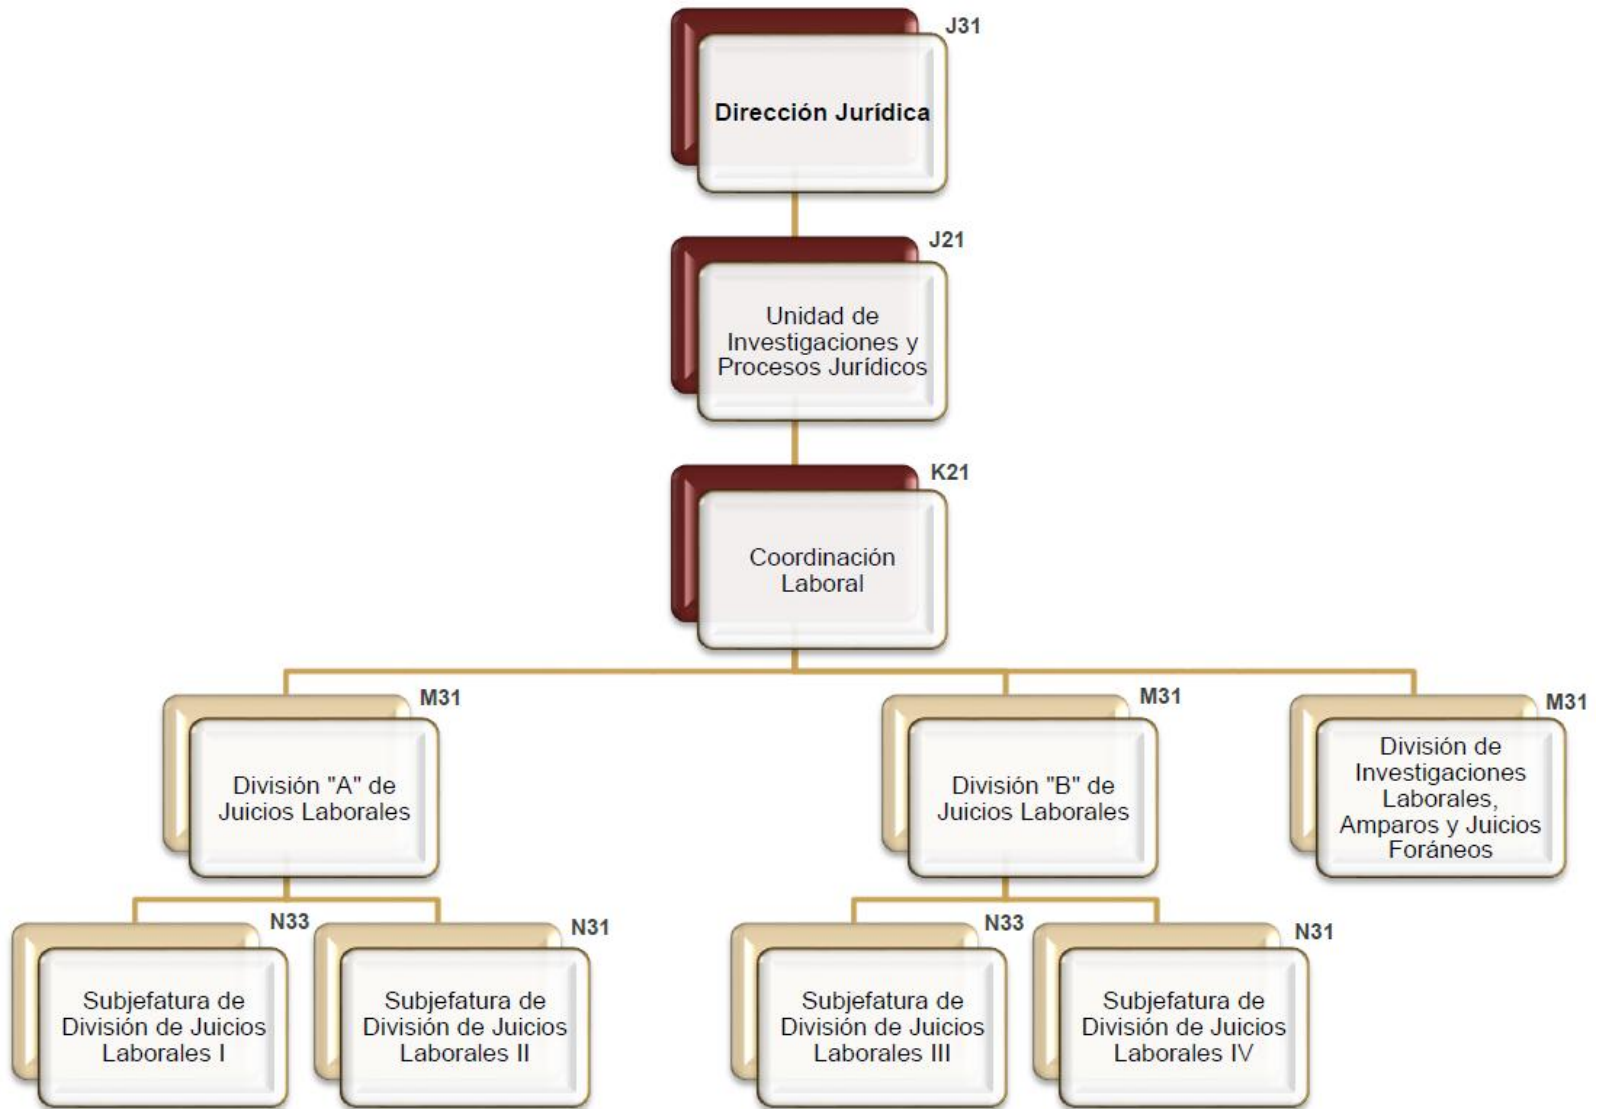 J31
Dirección Jurídica
J21
Unidad de
Investigaciones y
Procesos Jurídicos
K21
Coordinación
Laboral
M31
División "A" de
Juicios Laborales
M31
División "B" de
Juicios Laborales
M31
División de
Investigaciones
Laborales,
Amparos y Juicios
Foráneos
N33
Subjefatura de
División de Juicios
Laborales I
N31
Subjefatura de
División de Juicios
Laborales II
N33
Subjefatura de
División de Juicios
Laborales III
N31
Subjefatura de
División de Juicios
Laborales IV